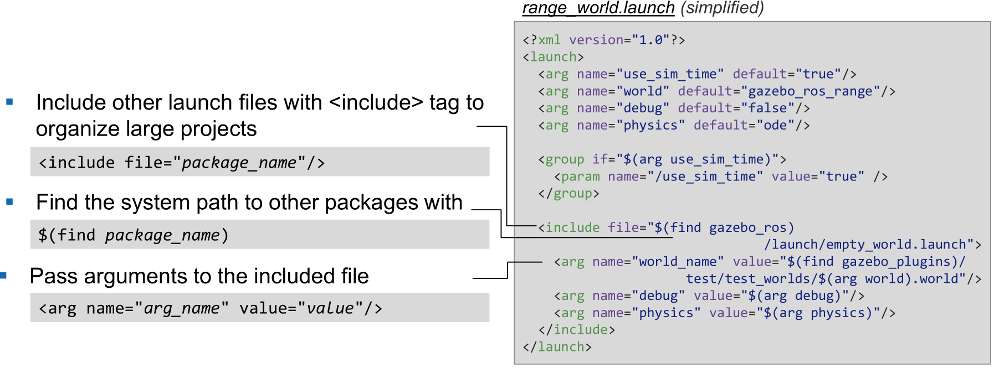 range_world.launch (simplified)
▪ Include other launch files with <include> tag to
organize large projects
<include file="package_name"/>
▪ Find the system path to other packages with
$(find package_name)
▪ Pass arguments to the included file
<arg name="arg_name" value="value"/>
<?xml version="1.0"?>
<launch>
  <arg name="use_sim_time" default="true"/>
  <arg name="world" default="gazebo_ros_range"/>
  <arg name="debug" default="false"/>
  <arg name="physics" default="ode"/>
  <group if="$(arg use_sim_time)">
    <param name="/use_sim_time" value="true" />
  </group>
  <include file="$(find gazebo_ros)
/launch/empty_world.launch">
    <arg name="world_name" value="$(find gazebo_plugins)/
test/test_worlds/$(arg world).world"/>
    <arg name="debug" value="$(arg debug)"/>
    <arg name="physics" value="$(arg physics)"/>
  </include>
</launch>